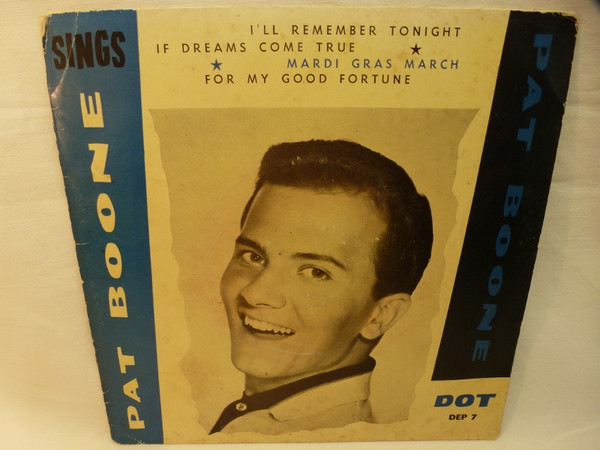 SINGS
PAT BOONE
I'LL REMEMBER TONIGHT
IF DREAMS COME TRUE ★
★ MARDI GRAS MARCH
FOR MY GOOD FORTUNE
PAT BOONE
DOT
DEP 7